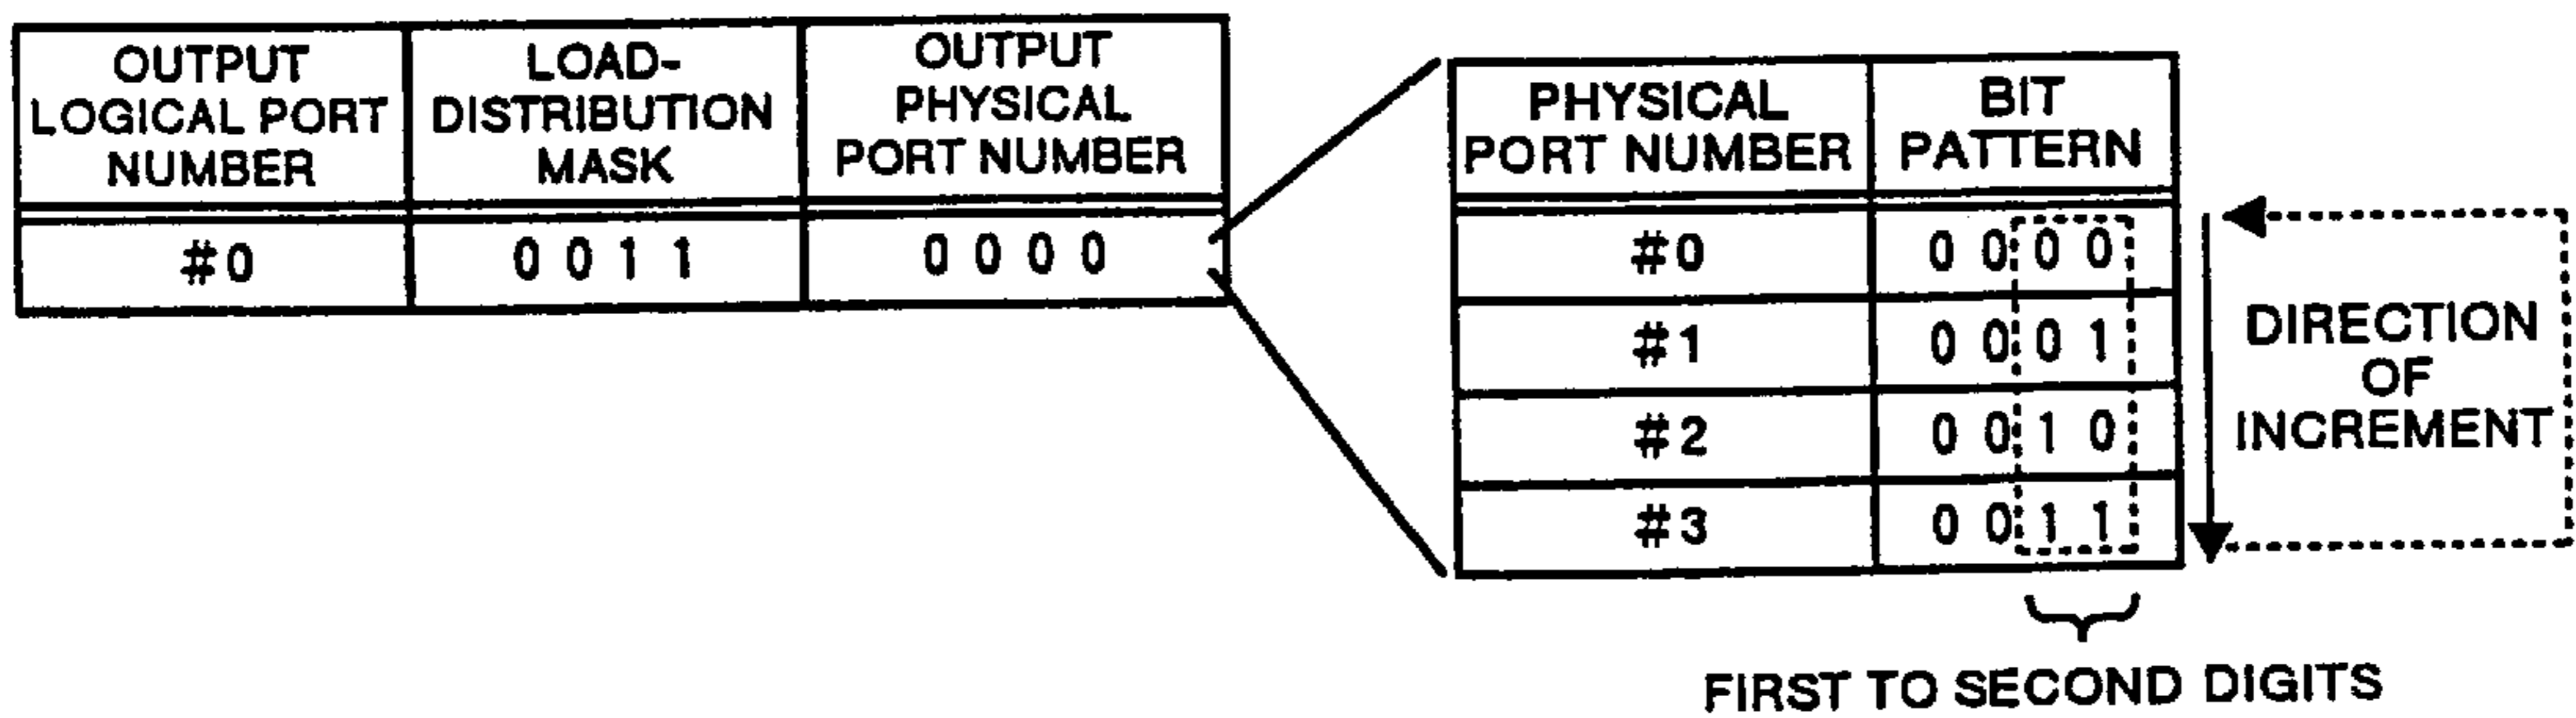 OUTPUT
LOGICAL PORT
NUMBER
LOAD-
DISTRIBUTION
MASK
OUTPUT
PHYSICAL
PORT NUMBER
#0
0 0 1 1
0 0 0 0
PHYSICAL
PORT NUMBER
BIT
PATTERN
#0
0 0 0 0
#1
0 0 0 1
#2
0 0 1 0
#3
0 0 1 1
DIRECTION
OF
INCREMENT
FIRST TO SECOND DIGITS